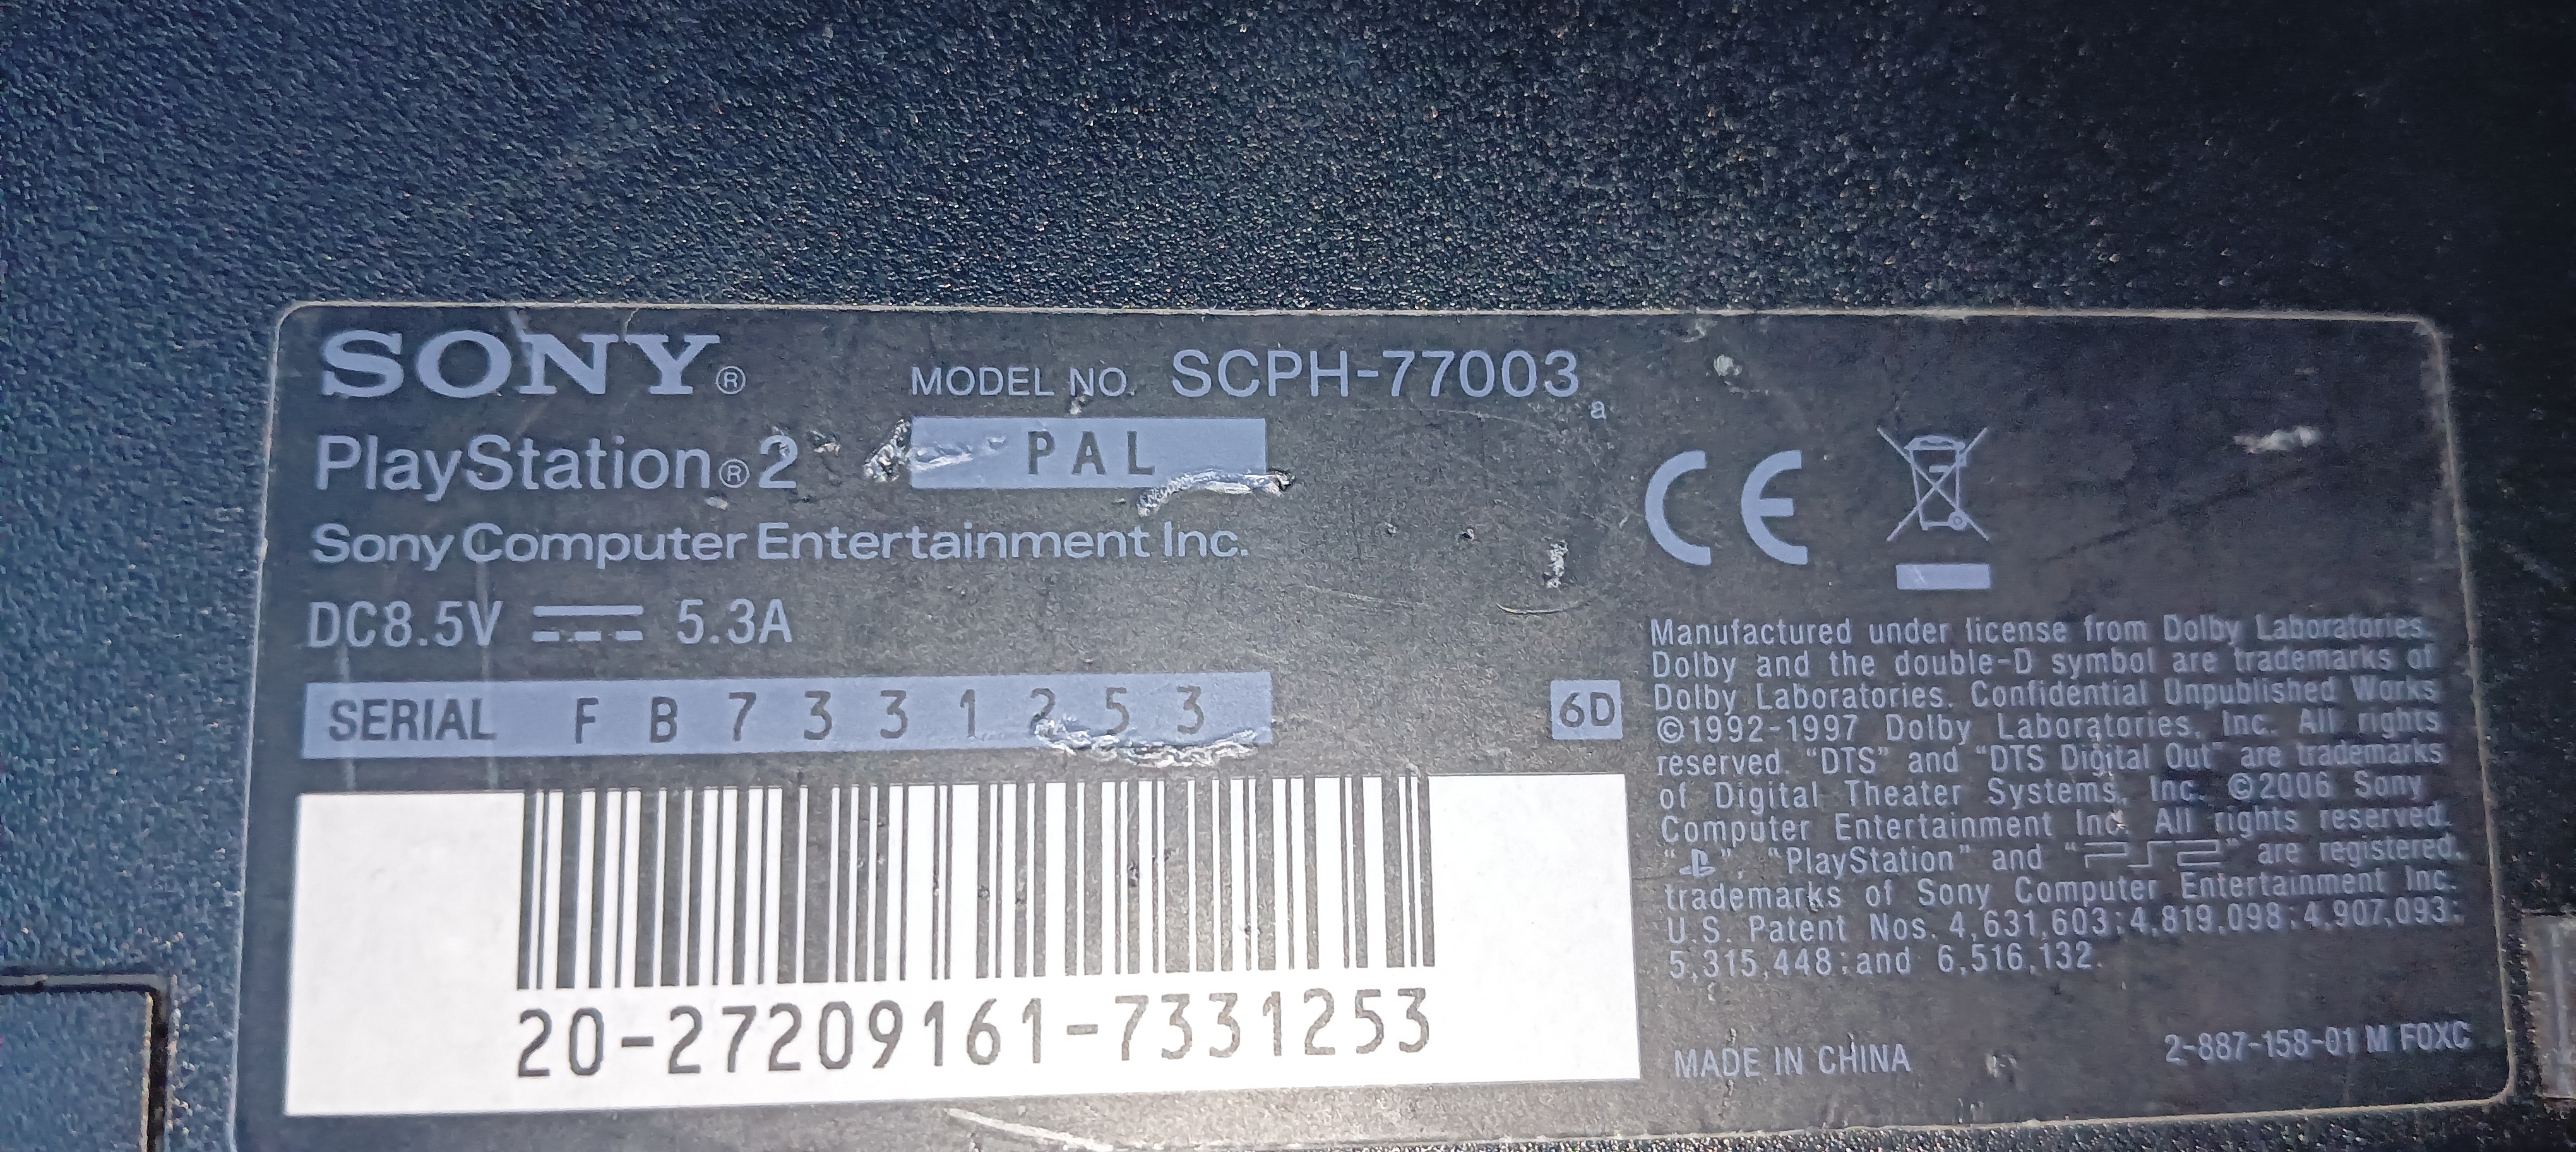 SONY®
MODEL NO. SCPH-77003 a
PlayStation®2 PAL
Sony Computer Entertainment Inc.
DC8.5V 5.3A
SERIAL F B 7 3 3 1 2 5 3
6D
20-27209161-7331253
CE
Manufactured under license from Dolby Laboratories.
Dolby and the double-D symbol are trademarks of
Dolby Laboratories. Confidential Unpublished Works
©1992-1997 Dolby Laboratories, Inc. All rights
reserved. "DTS" and "DTS Digital Out" are trademarks
of Digital Theater Systems, Inc. ©2006 Sony
Computer Entertainment Inc. All rights reserved.
" ", "PlayStation" and "PS2" are registered
trademarks of Sony Computer Entertainment Inc.
U.S. Patent Nos. 4,631,603;4,819,098;4,907,093;
5,315,448;and 6,516,132.
MADE IN CHINA
2-887-158-01 M FOXC